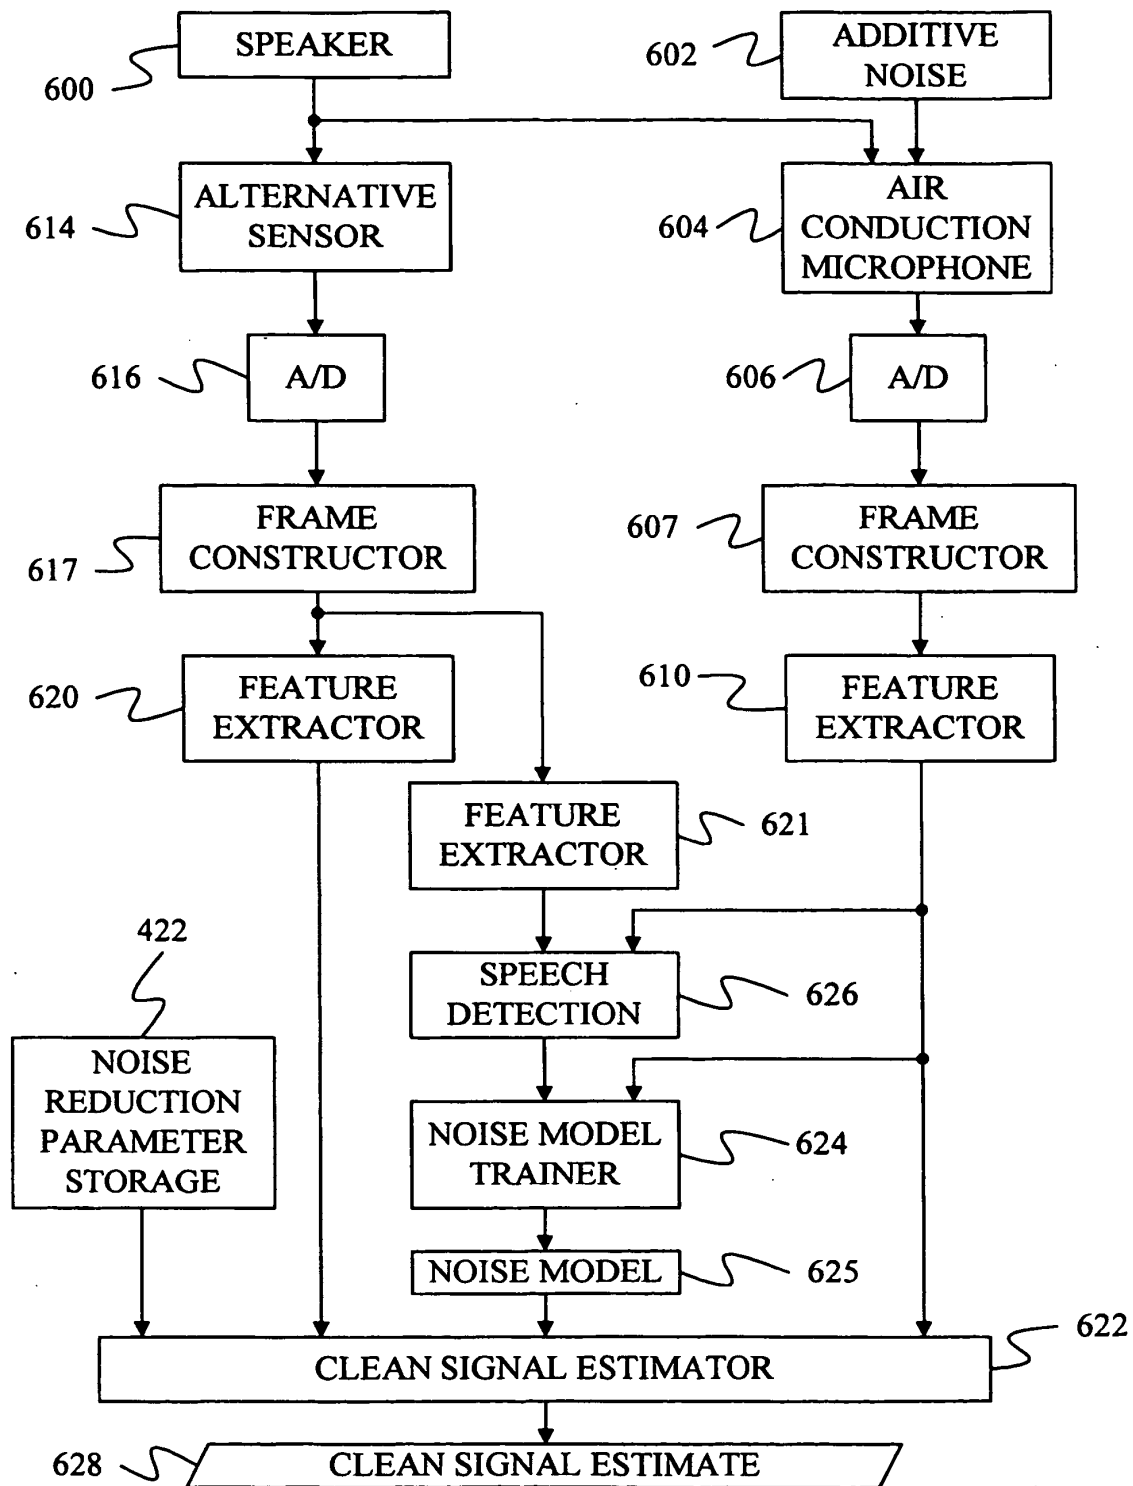 SPEAKER
600
ADDITIVE
NOISE
602
ALTERNATIVE
SENSOR
614
AIR
CONDUCTION
MICROPHONE
604
A/D
616
A/D
606
FRAME
CONSTRUCTOR
617
FRAME
CONSTRUCTOR
607
FEATURE
EXTRACTOR
620
FEATURE
EXTRACTOR
610
FEATURE
EXTRACTOR
621
422
SPEECH
DETECTION
626
NOISE
REDUCTION
PARAMETER
STORAGE
NOISE MODEL
TRAINER
624
NOISE MODEL
625
CLEAN SIGNAL ESTIMATOR
622
CLEAN SIGNAL ESTIMATE
628